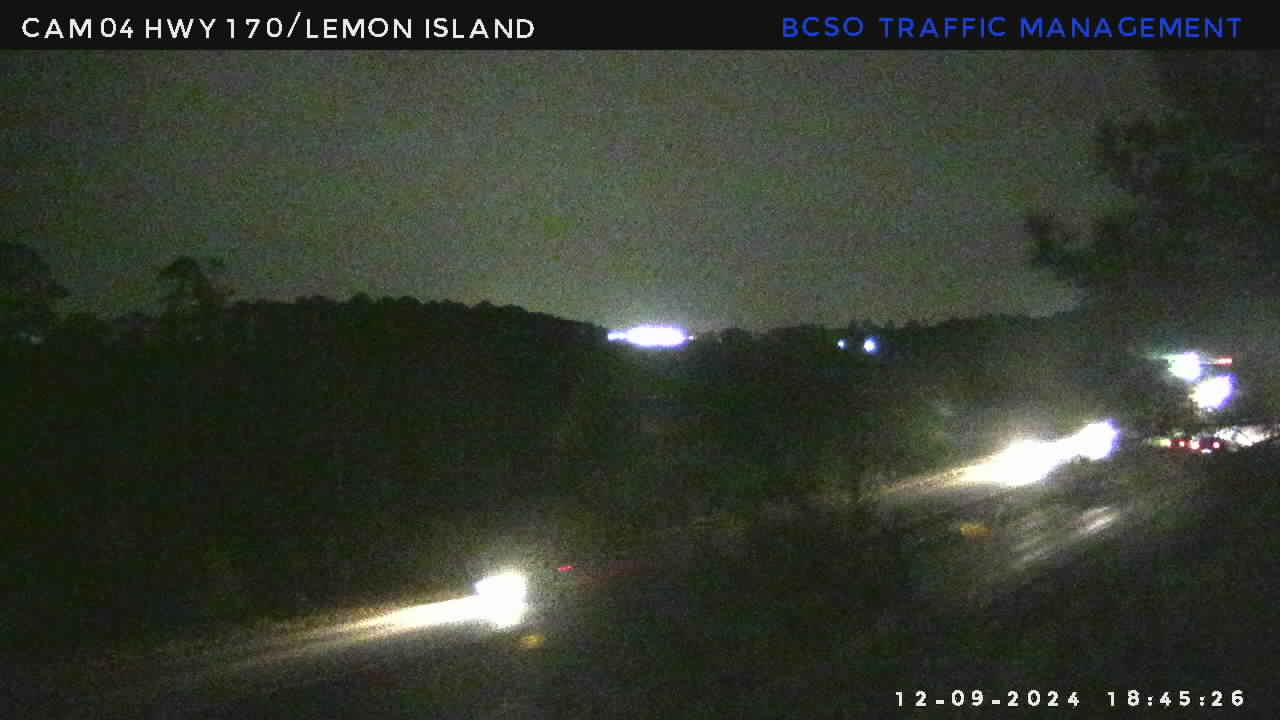 CAM04 HWY 170/LEMON ISLAND
BCSO TRAFFIC MANAGEMENT
12-09-2024 18:45:26